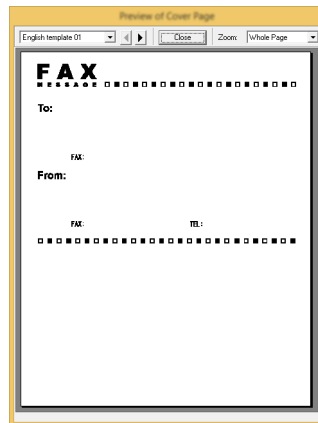 Preview of Cover Page
English template 01 Close Zoom: Whole Page
FAX
MESSAGE
To:
FAX:
From:
FAX: TEL: